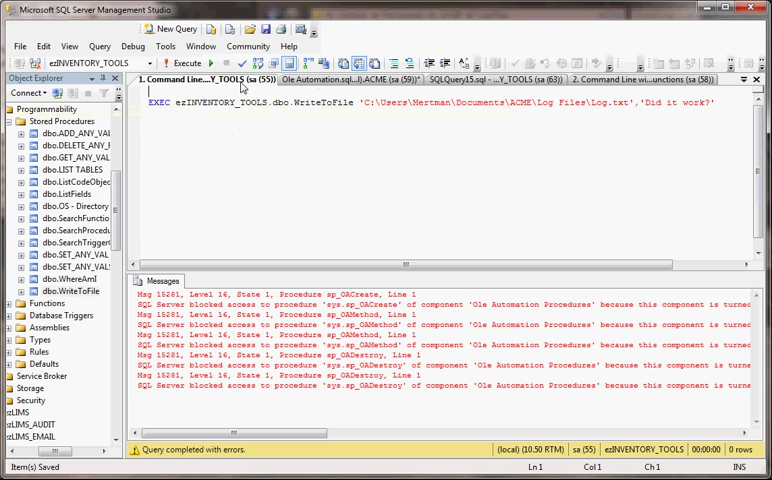 Microsoft SQL Server Management Studio
New Query
File Edit View Query Debug Tools Window Community Help
ezINVENTORY_TOOLS Execute
Object Explorer
Connect
Programmability
Stored Procedures
dbo.ADD_ANY_VAL
dbo.DELETE_ANY_F
dbo.GET_ANY_VAL
dbo.LIST TABLES
dbo.ListCodeObjec
dbo.ListFields
dbo.OS - Directory
dbo.SearchFunctio
dbo.SearchProcedu
dbo.SearchTriggerC
dbo.SET_ANY_VAL
dbo.SET_ANY_VALS
dbo.WhereAmI
dbo.WriteToFile
Functions
Database Triggers
Assemblies
Types
Rules
Defaults
Service Broker
Storage
Security
ezLIMS
ezLIMS_AUDIT
ezLIMS_EMAIL
1. Command Line....Y_TOOLS (sa (55)) Ole Automation.sql...l).ACME (sa (59))* SQLQuery15.sql - ...Y_TOOLS (sa (63)) 2. Command Line wi...unctions (sa (58))
EXEC ezINVENTORY_TOOLS.dbo.WriteToFile 'C:\Users\Mertman\Documents\ACME\Log Files\Log.txt','Did it work?'
Messages
Msg 15281, Level 16, State 1, Procedure sp_OACreate, Line 1
SQL Server blocked access to procedure 'sys.sp_OACreate' of component 'Ole Automation Procedures' because this component is turned
Msg 15281, Level 16, State 1, Procedure sp_OAMethod, Line 1
SQL Server blocked access to procedure 'sys.sp_OAMethod' of component 'Ole Automation Procedures' because this component is turned
Msg 15281, Level 16, State 1, Procedure sp_OAMethod, Line 1
SQL Server blocked access to procedure 'sys.sp_OAMethod' of component 'Ole Automation Procedures' because this component is turned
Msg 15281, Level 16, State 1, Procedure sp_OADestroy, Line 1
SQL Server blocked access to procedure 'sys.sp_OADestroy' of component 'Ole Automation Procedures' because this component is turne
Msg 15281, Level 16, State 1, Procedure sp_OADestroy, Line 1
SQL Server blocked access to procedure 'sys.sp_OADestroy' of component 'Ole Automation Procedures' because this component is turne
Query completed with errors. (local) (10.50 RTM) sa (55) ezINVENTORY_TOOLS 00:00:00 0 rows
Item(s) Saved Ln 1 Col 1 Ch 1 INS